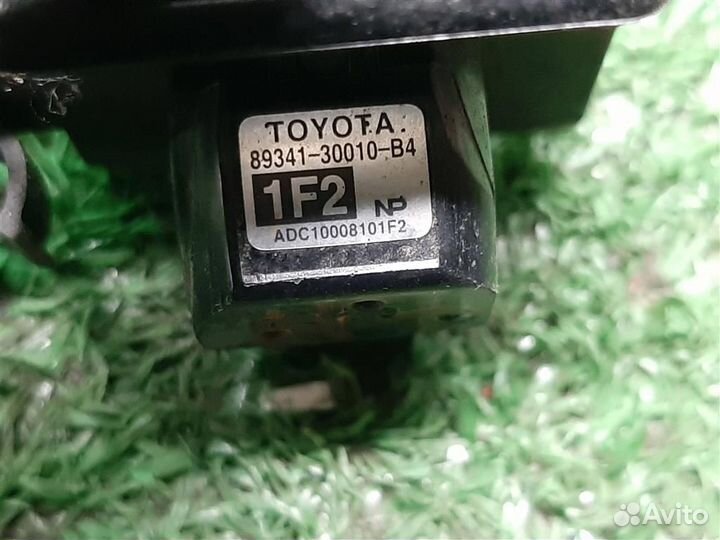 TOYOTA
89341-30010-B4
1F2 NP
ADC10008101F2
Avito